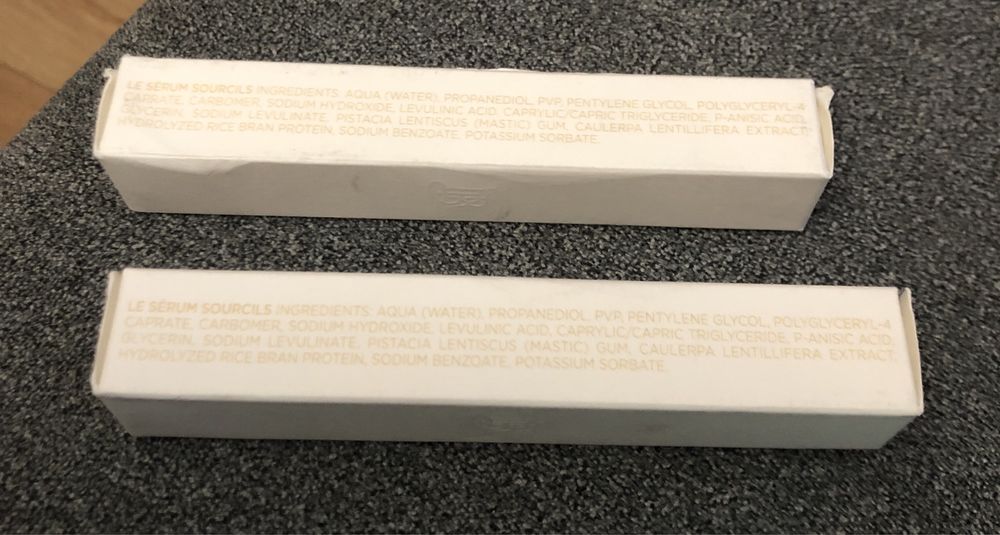 LE SÉRUM SOURCILS INGREDIENTS: AQUA (WATER), PROPANEDIOL, PVP, PENTYLENE GLYCOL, POLYGLYCERYL-4
CAPRATE, CARBOMER, SODIUM HYDROXIDE, LEVULINIC ACID, CAPRYLIC/CAPRIC TRIGLYCERIDE, P-ANISIC ACID,
GLYCERIN, SODIUM LEVULINATE, PISTACIA LENTISCUS (MASTIC) GUM, CAULERPA LENTILLIFERA EXTRACT,
HYDROLYZED RICE BRAN PROTEIN, SODIUM BENZOATE, POTASSIUM SORBATE.
LE SÉRUM SOURCILS INGREDIENTS: AQUA (WATER), PROPANEDIOL, PVP, PENTYLENE GLYCOL, POLYGLYCERYL-4
CAPRATE, CARBOMER, SODIUM HYDROXIDE, LEVULINIC ACID, CAPRYLIC/CAPRIC TRIGLYCERIDE, P-ANISIC ACID,
GLYCERIN, SODIUM LEVULINATE, PISTACIA LENTISCUS (MASTIC) GUM, CAULERPA LENTILLIFERA EXTRACT,
HYDROLYZED RICE BRAN PROTEIN, SODIUM BENZOATE, POTASSIUM SORBATE.